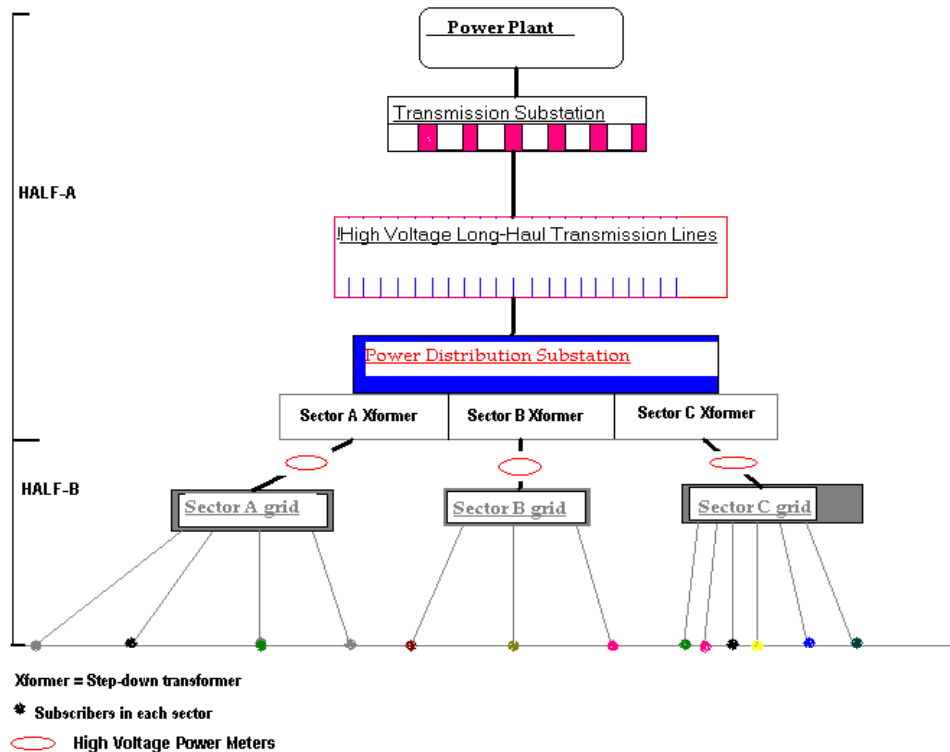 Power Plant
Transmission Substation
HALF-A
!High Voltage Long-Haul Transmission Lines
Power Distribution Substation
Sector A Xformer
Sector B Xformer
Sector C Xformer
HALF-B
Sector A grid
Sector B grid
Sector C grid
Xformer = Step-down transformer
Subscribers in each sector
High Voltage Power Meters